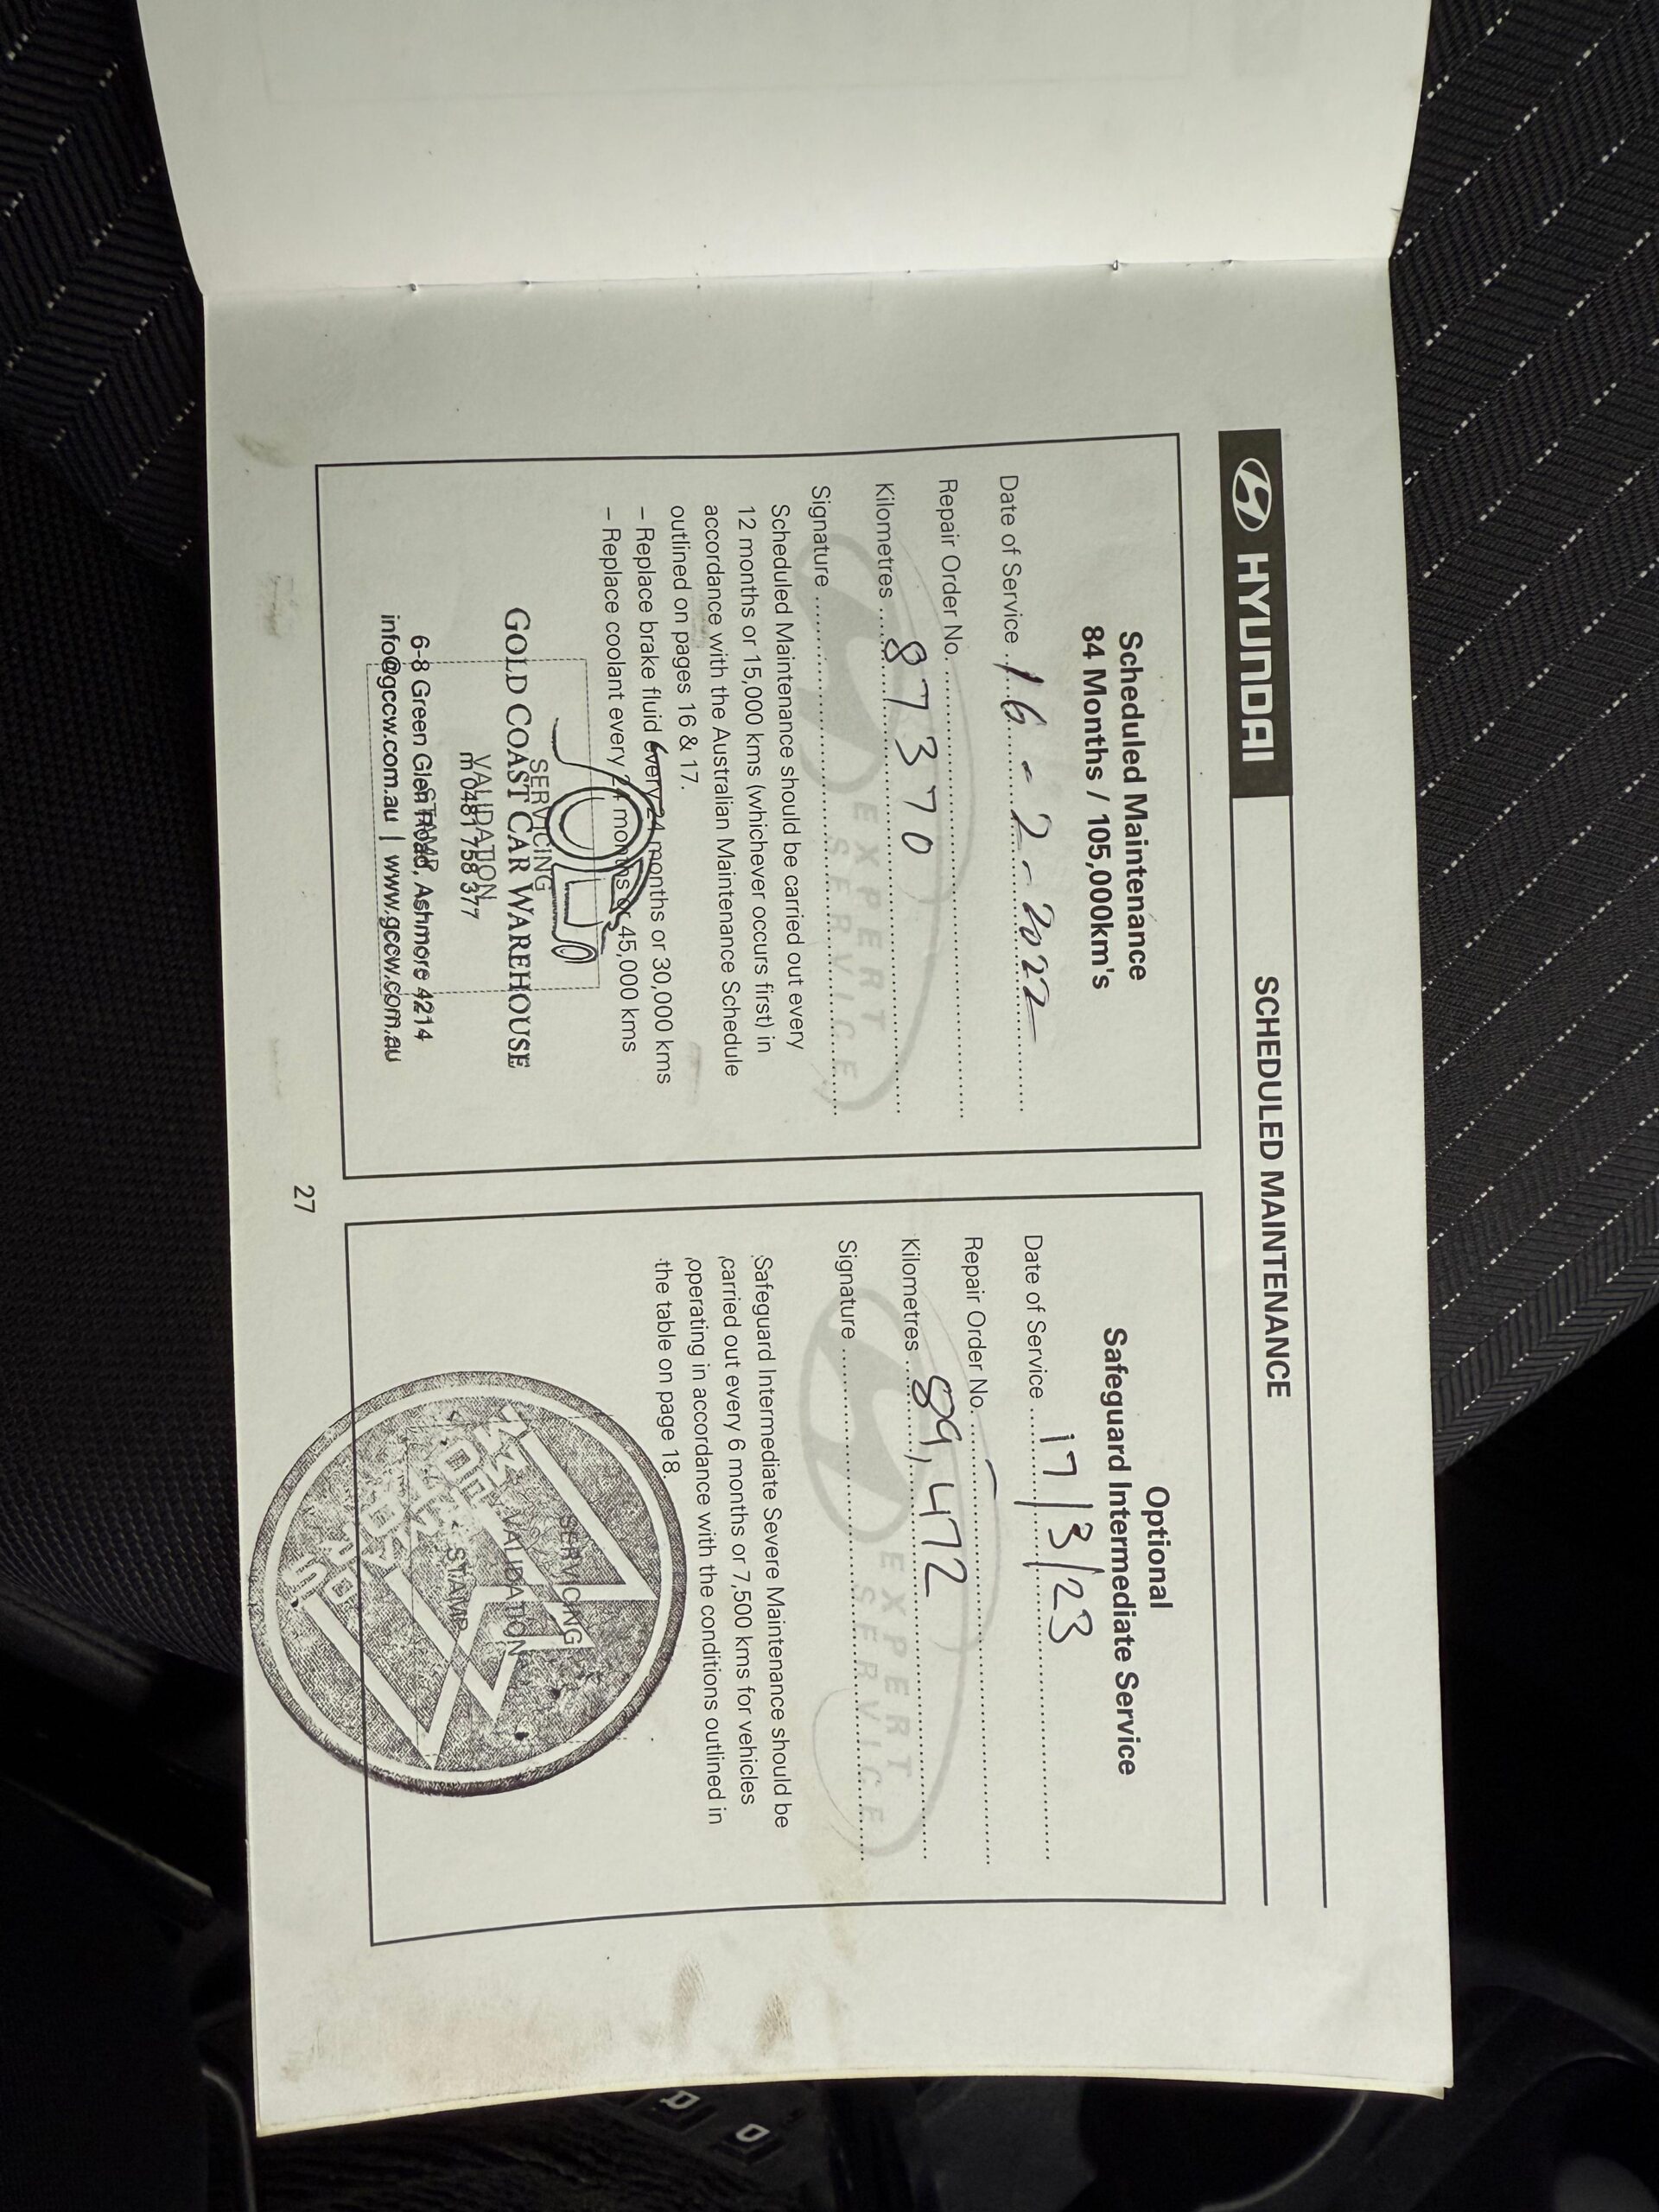 HYUNDAI
SCHEDULED MAINTENANCE
Scheduled Maintenance
84 Months / 105,000km's
Date of Service 16-2-2022
Repair Order No.
Kilometres 87370
Signature
EXPERT
SERVICE
Scheduled Maintenance should be carried out every
12 months or 15,000 kms (whichever occurs first) in
accordance with the Australian Maintenance Schedule
outlined on pages 16 & 17.
– Replace brake fluid every 24 months or 30,000 kms
– Replace coolant every 24 months or 45,000 kms
SERVICING
VALIDATION
STAMP
GOLD COAST CAR WAREHOUSE
m 0481 758 377
6-8 Green Glen Road, Ashmore 4214
info@gccw.com.au | www.gccw.com.au
Optional
Safeguard Intermediate Service
Date of Service 17/3/23
Repair Order No.
Kilometres 89,472
Signature
EXPERT
SERVICE
Safeguard Intermediate Severe Maintenance should be
carried out every 6 months or 7,500 kms for vehicles
operating in accordance with the conditions outlined in
the table on page 18.
SERVICING
VALIDATION
STAMP
27
D